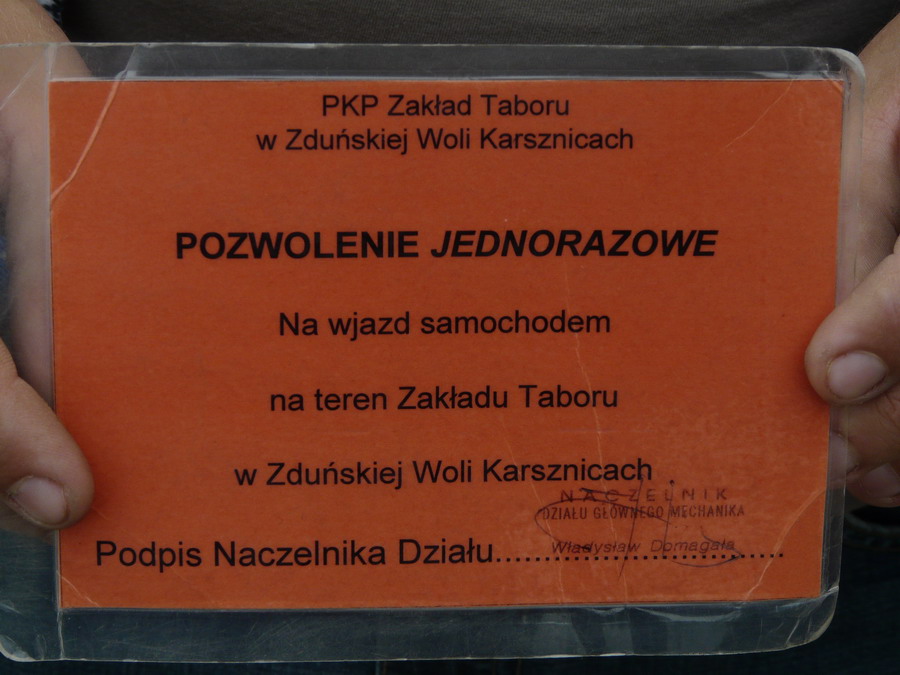 PKP Zakład Taboru
w Zduńskiej Woli Karsznicach
POZWOLENIE JEDNORAZOWE
Na wjazd samochodem
na teren Zakładu Taboru
w Zduńskiej Woli Karsznicach
NACZELNIK
DZIAŁU GŁÓWNEGO MECHANIKA
Władysław Domagała
Podpis Naczelnika Działu................................